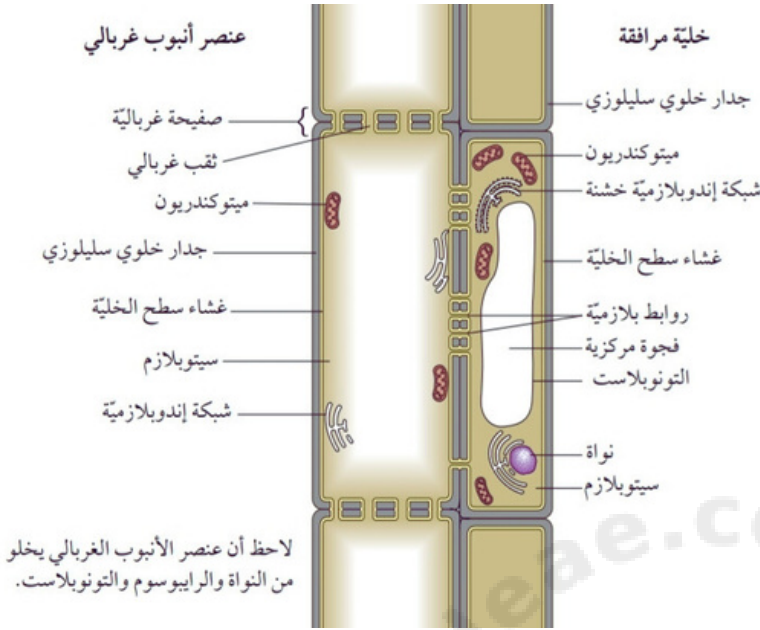 خليّة مرافقة
جدار خلوي سليلوزي
ميتوكندريون
شبكة إندوبلازميّة خشنة
غشاء سطح الخليّة
روابط بلازميّة
فجوة مركزية
التونوبلاست
نواة
سيتوبلازم
عنصر أنبوب غربالي
صفيحة غرباليّة
ثقب غربالي
ميتوكندريون
جدار خلوي سليلوزي
غشاء سطح الخليّة
سيتوبلازم
شبكة إندوبلازميّة
لاحظ أن عنصر الأنبوب الغربالي يخلو
من النواة والرايبوسوم والتونوبلاست.